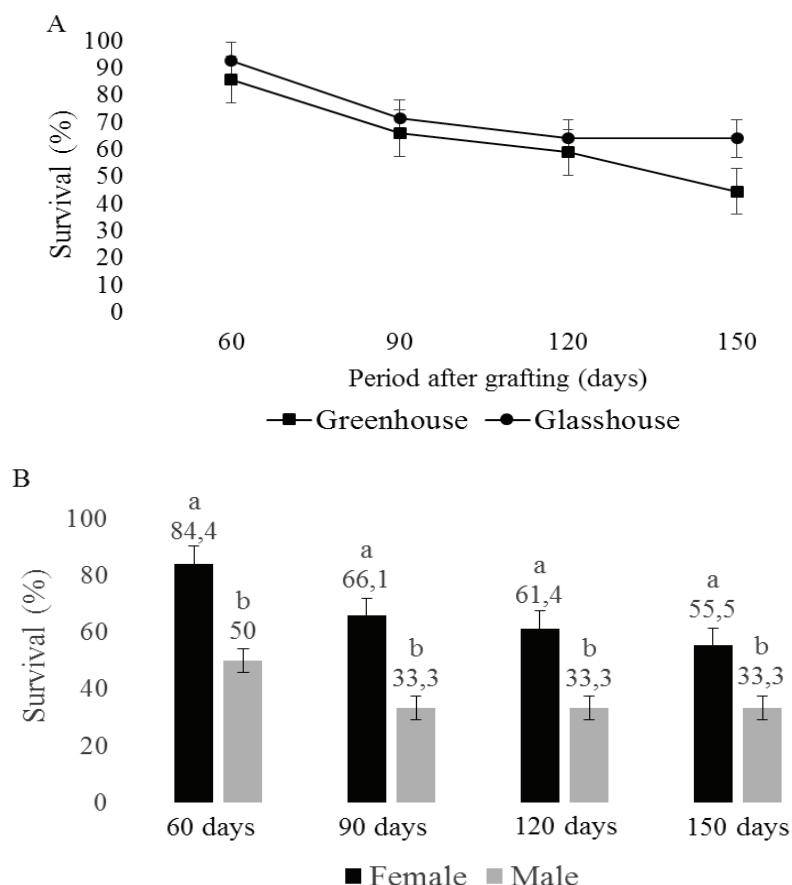 A
100
90
80
70
60
50
40
30
20
10
0
Survival (%)
60 90 120 150
Period after grafting (days)
Greenhouse Glasshouse
B
100
80
60
40
20
0
Survival (%)
a
84,4
b
50
a
66,1
b
33,3
a
61,4
b
33,3
a
55,5
b
33,3
60 days 90 days 120 days 150 days
Female Male